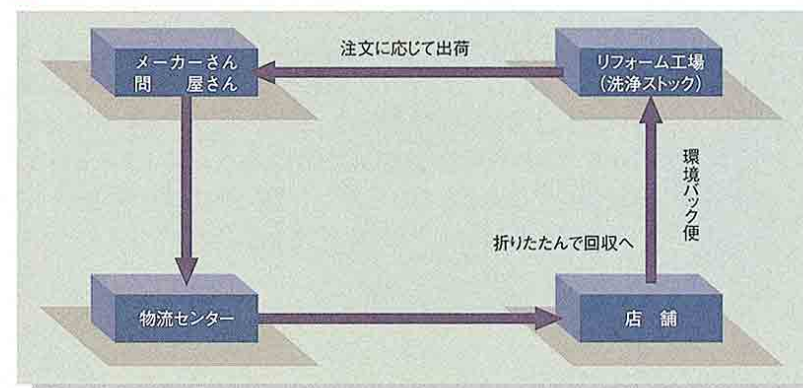 注文に応じて出荷
メーカーさん
問　屋さん
リフォーム工場
(洗浄ストック)
環境バック便
折りたたんで回収へ
物流センター
店　舗